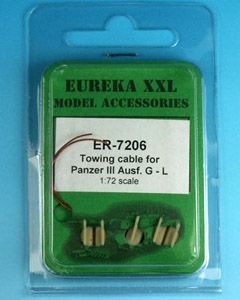 EUREKA XXL
MODEL ACCESSORIES
ER-7206
Towing cable for
Panzer III Ausf. G - L
1:72 scale